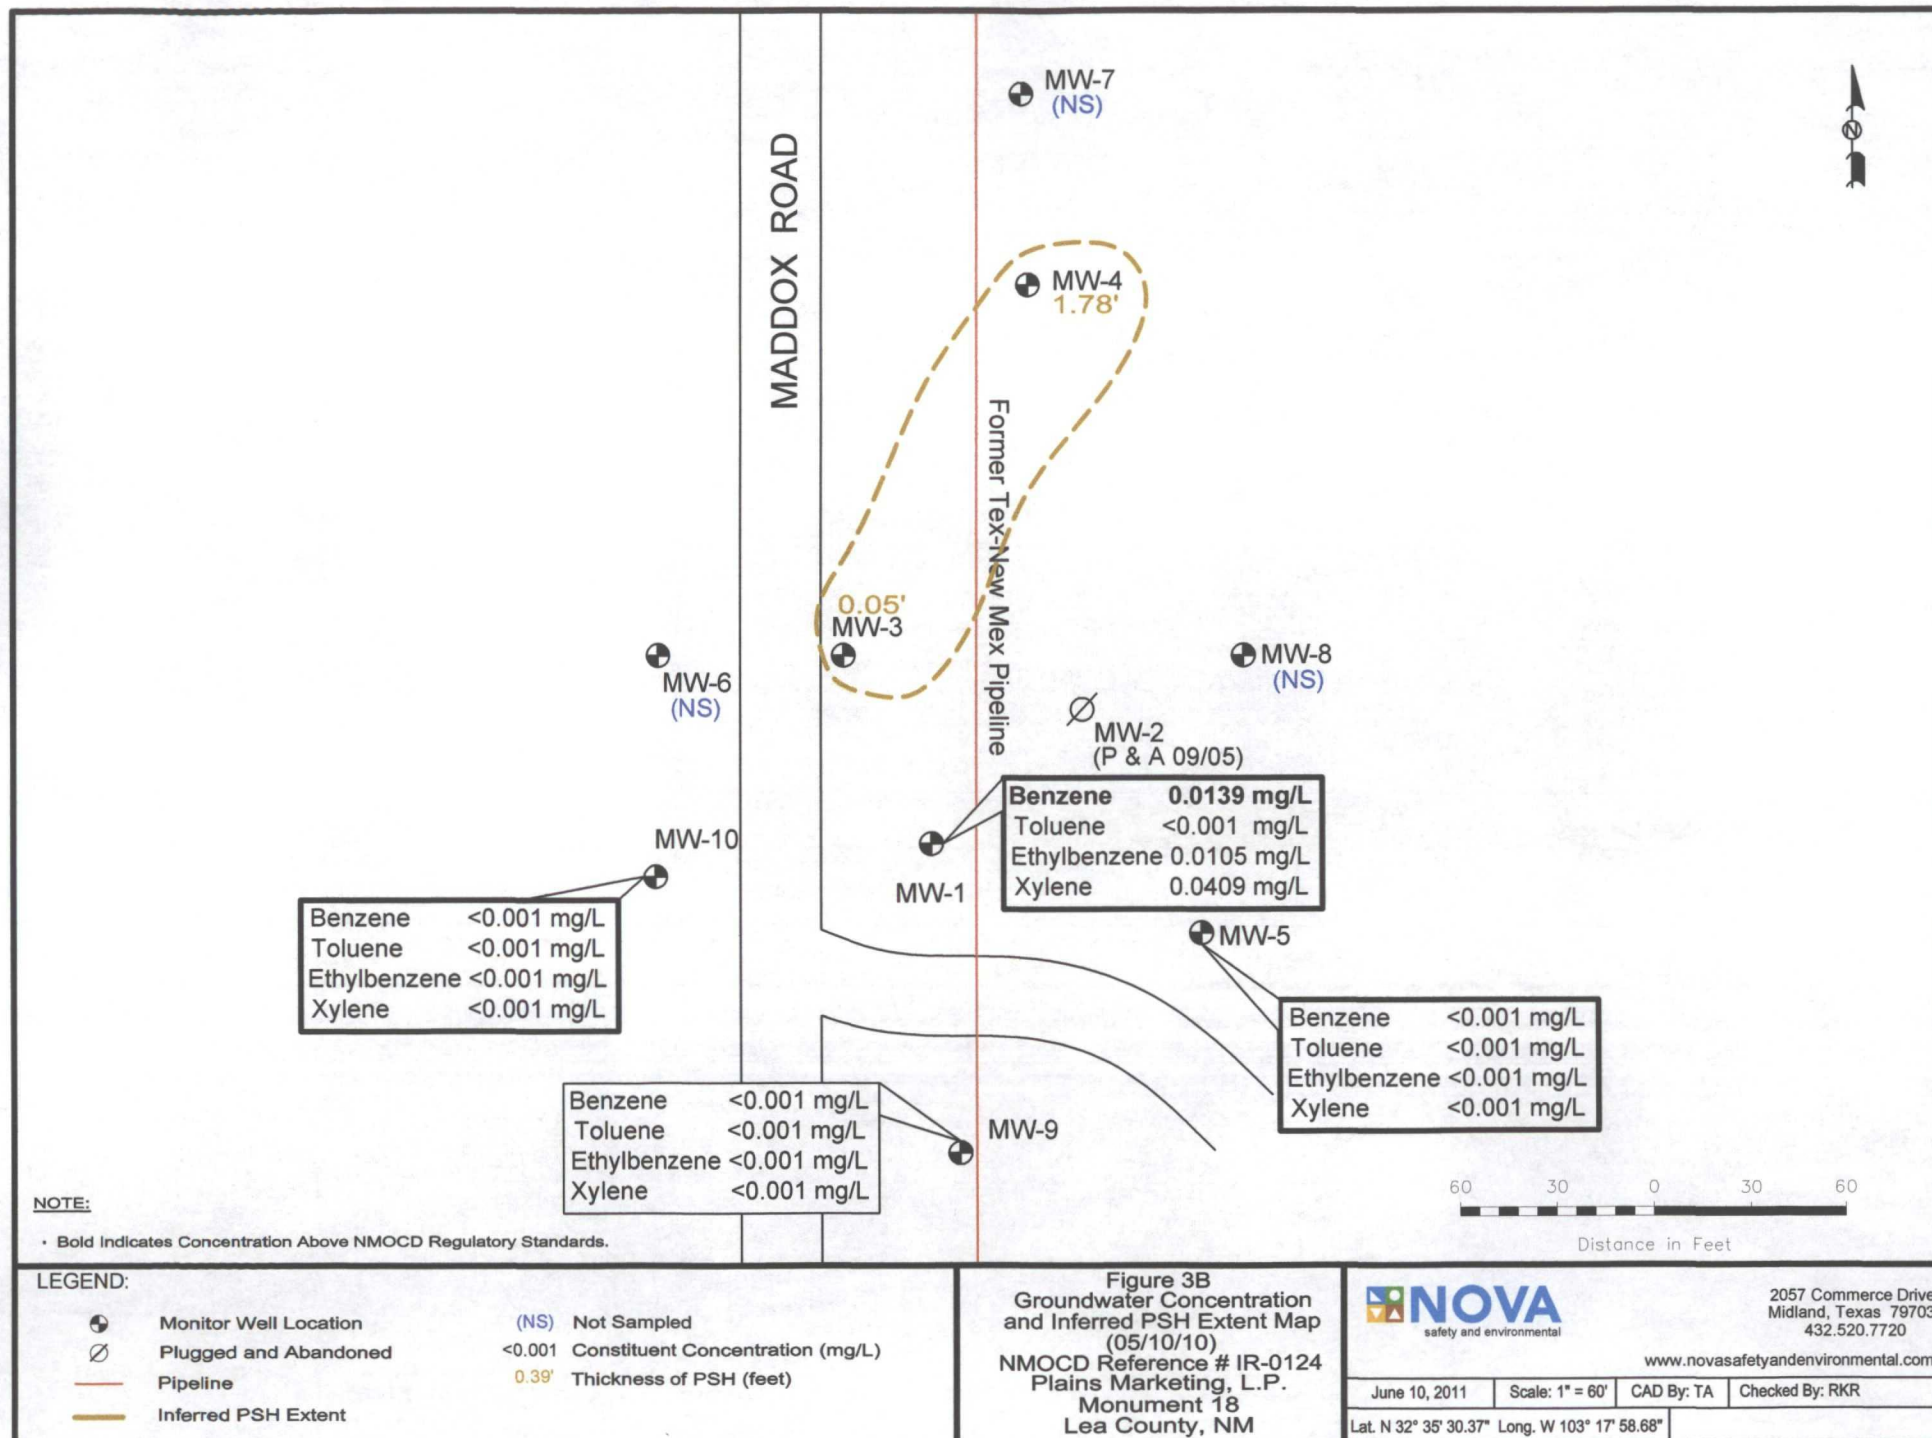 MW-7
(NS)
N
MADDOX ROAD
MW-4
1.78'
Former Tex-New Mex Pipeline
0.05'
MW-3
MW-6
(NS)
MW-8
(NS)
MW-2
(P & A 09/05)
Benzene 0.0139 mg/L
Toluene <0.001 mg/L
Ethylbenzene 0.0105 mg/L
Xylene 0.0409 mg/L
MW-10
MW-1
Benzene <0.001 mg/L
Toluene <0.001 mg/L
Ethylbenzene <0.001 mg/L
Xylene <0.001 mg/L
MW-5
Benzene <0.001 mg/L
Toluene <0.001 mg/L
Ethylbenzene <0.001 mg/L
Xylene <0.001 mg/L
Benzene <0.001 mg/L
Toluene <0.001 mg/L
Ethylbenzene <0.001 mg/L
Xylene <0.001 mg/L
MW-9
60 30 0 30 60
Distance in Feet
NOTE:
· Bold Indicates Concentration Above NMOCD Regulatory Standards.
LEGEND:
Monitor Well Location
Plugged and Abandoned
Pipeline
Inferred PSH Extent
(NS) Not Sampled
<0.001 Constituent Concentration (mg/L)
0.39' Thickness of PSH (feet)
Figure 3B
Groundwater Concentration
and Inferred PSH Extent Map
(05/10/10)
NMOCD Reference # IR-0124
Plains Marketing, L.P.
Monument 18
Lea County, NM
NOVA
safety and environmental
2057 Commerce Drive
Midland, Texas 79703
432.520.7720
www.novasafetyandenvironmental.com
June 10, 2011 Scale: 1" = 60' CAD By: TA Checked By: RKR
Lat. N 32° 35' 30.37" Long. W 103° 17' 58.68"